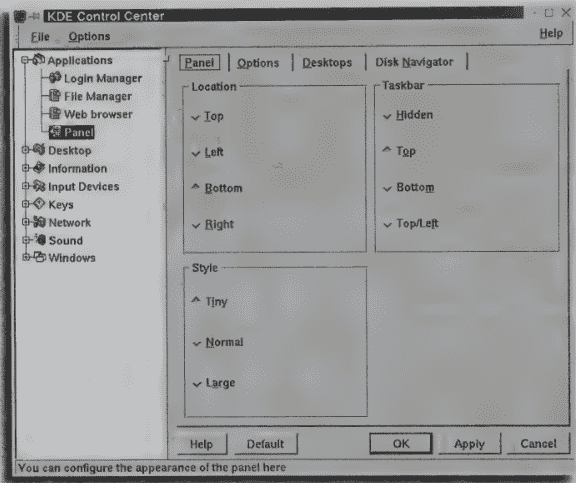 KDE Control Center
File Options Help
Applications
Login Manager
File Manager
Web browser
Panel
Desktop
Information
Input Devices
Keys
Network
Sound
Windows
Panel Options Desktops Disk Navigator
Location
Top
Left
Bottom
Right
Taskbar
Hidden
Top
Bottom
Top/Left
Style
Tiny
Normal
Large
Help Default OK Apply Cancel
You can configure the appearance of the panel here